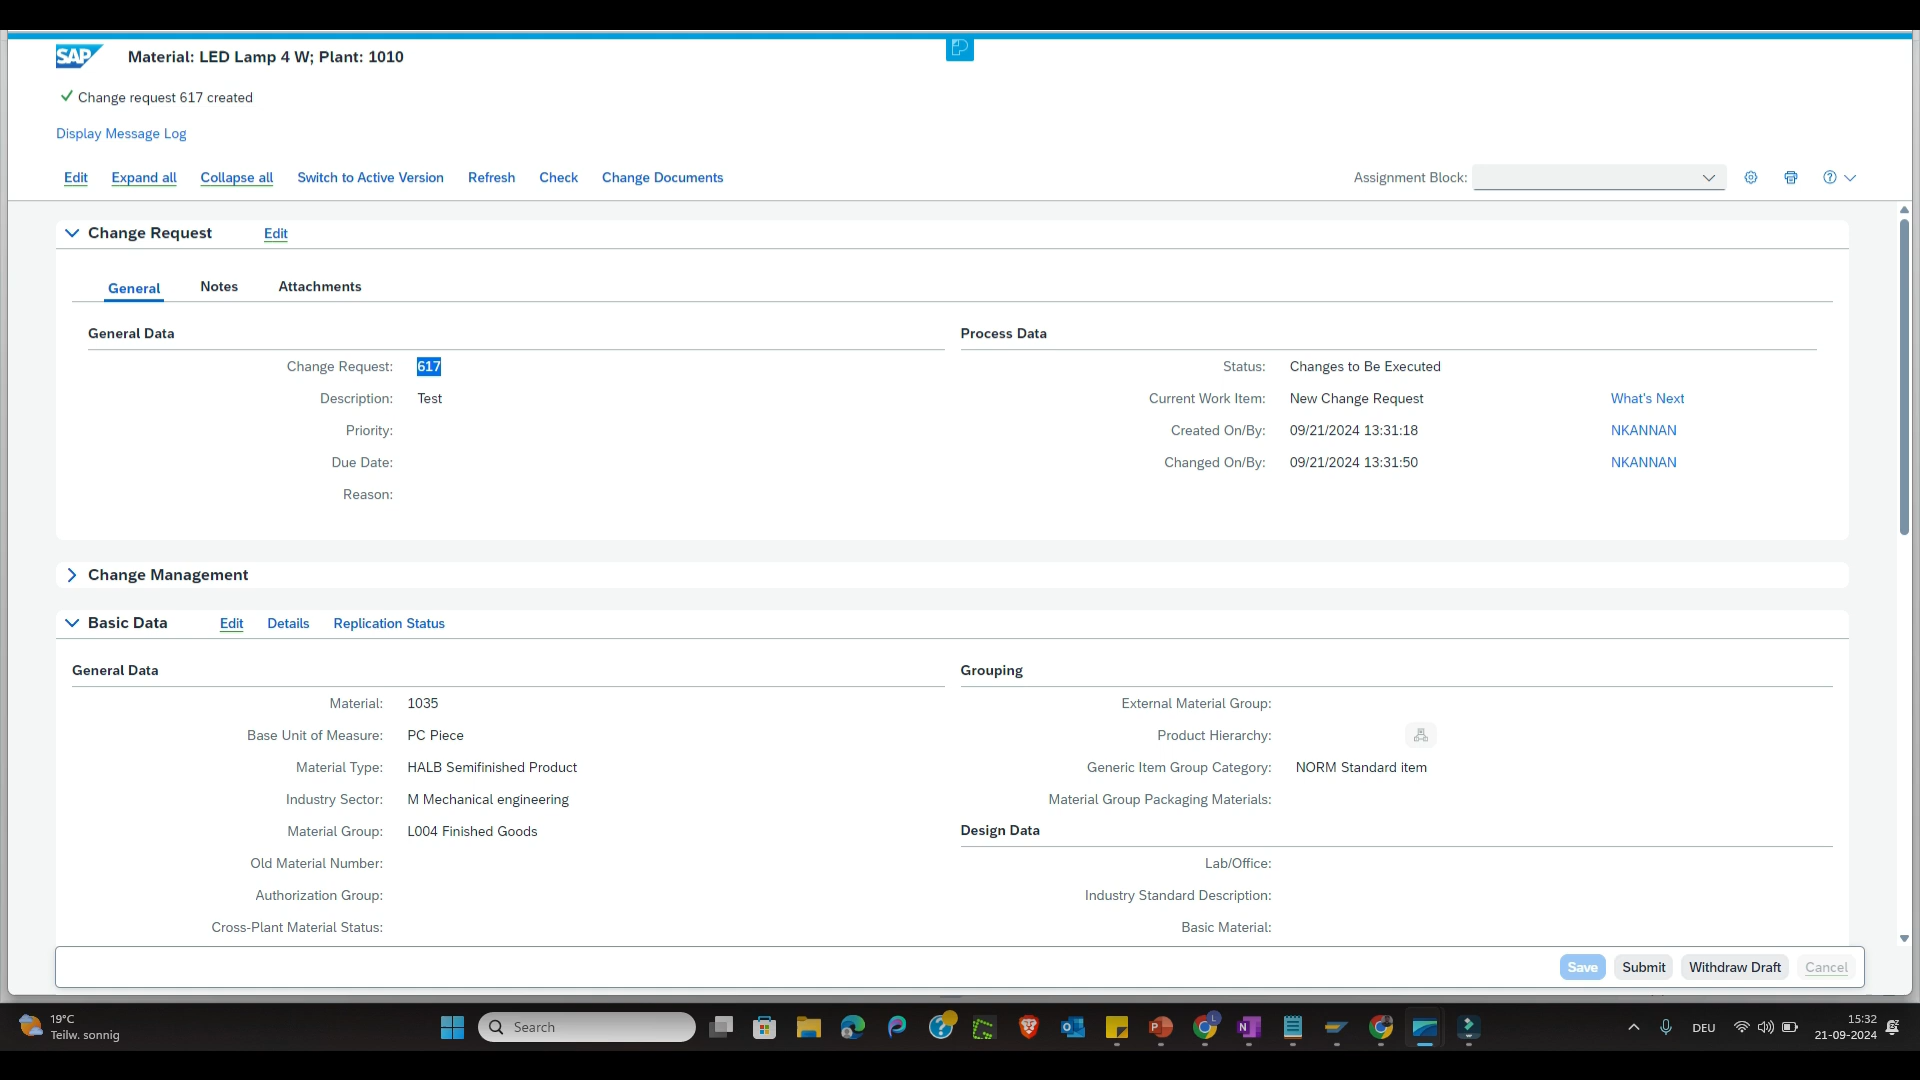 SAP Material: LED Lamp 4 W; Plant: 1010
Change request 617 created
Display Message Log
Edit Expand all Collapse all Switch to Active Version Refresh Check Change Documents Assignment Block:
Change Request Edit
General Notes Attachments
General Data Process Data
Change Request: 617 Status: Changes to Be Executed
Description: Test Current Work Item: New Change Request What's Next
Priority: Created On/By: 09/21/2024 13:31:18 NKANNAN
Due Date: Changed On/By: 09/21/2024 13:31:50 NKANNAN
Reason:
Change Management
Basic Data Edit Details Replication Status
General Data Grouping
Material: 1035 External Material Group:
Base Unit of Measure: PC Piece Product Hierarchy:
Material Type: HALB Semifinished Product Generic Item Group Category: NORM Standard item
Industry Sector: M Mechanical engineering Material Group Packaging Materials:
Material Group: L004 Finished Goods Design Data
Old Material Number: Lab/Office:
Authorization Group: Industry Standard Description:
Cross-Plant Material Status: Basic Material:
Save Submit Withdraw Draft Cancel
19°C
Teilw. sonnig
Search
DEU
15:32
21-09-2024